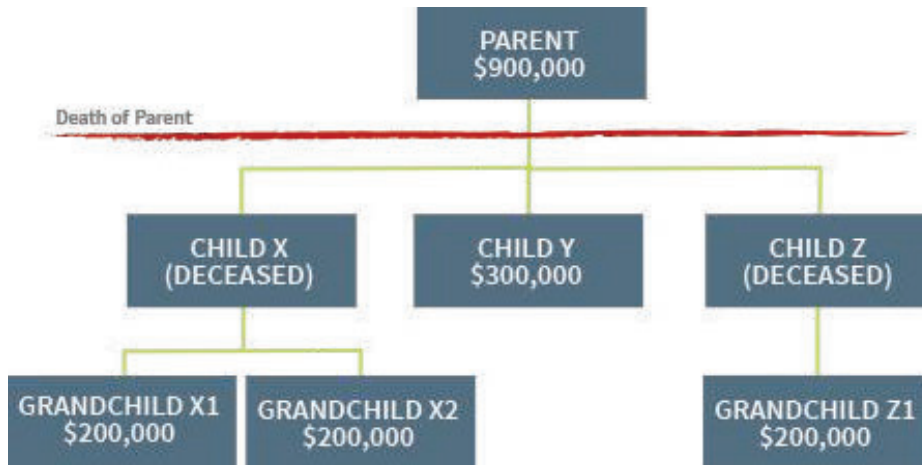 PARENT
$900,000
Death of Parent
CHILD X
(DECEASED)
CHILD Y
$300,000
CHILD Z
(DECEASED)
GRANDCHILD X1
$200,000
GRANDCHILD X2
$200,000
GRANDCHILD Z1
$200,000